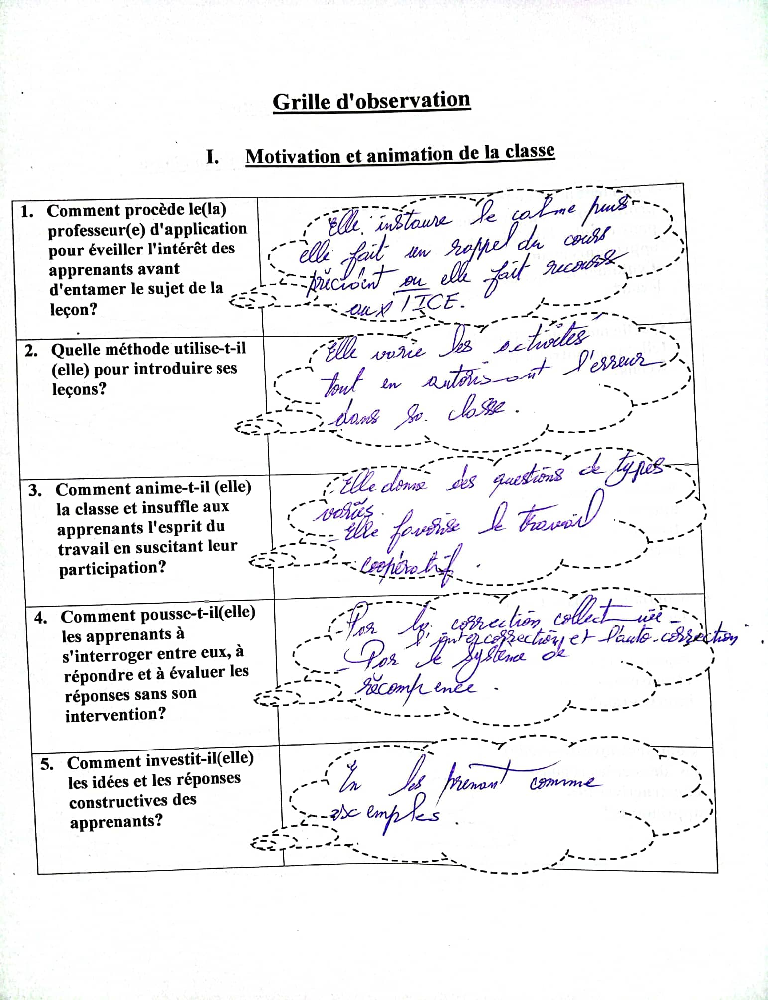 Grille d'observation
I. Motivation et animation de la classe
1. Comment procède le(la)
professeur(e) d'application
pour éveiller l'intérêt des
apprenants avant
d'entamer le sujet de la
leçon?
Elle instaure le calme puis
elle fait un rappel du cours
précédent ou elle fait recours
aux TICE.
2. Quelle méthode utilise-t-il
(elle) pour introduire ses
leçons?
Elle varie les activités
tout en autorisant l'erreur
dans sa classe.
3. Comment anime-t-il (elle)
la classe et insuffle aux
apprenants l'esprit du
travail en suscitant leur
participation?
- Elle donne des questions de types
variés.
- Elle favorise le travail
coopératif.
4. Comment pousse-t-il(elle)
les apprenants à
s'interroger entre eux, à
répondre et à évaluer les
réponses sans son
intervention?
- Par la correction collective -
l'intercorrection, et l'auto-correction.
- Par le système de
récompense.
5. Comment investit-il(elle)
les idées et les réponses
constructives des
apprenants?
En les prenant comme
exemples.